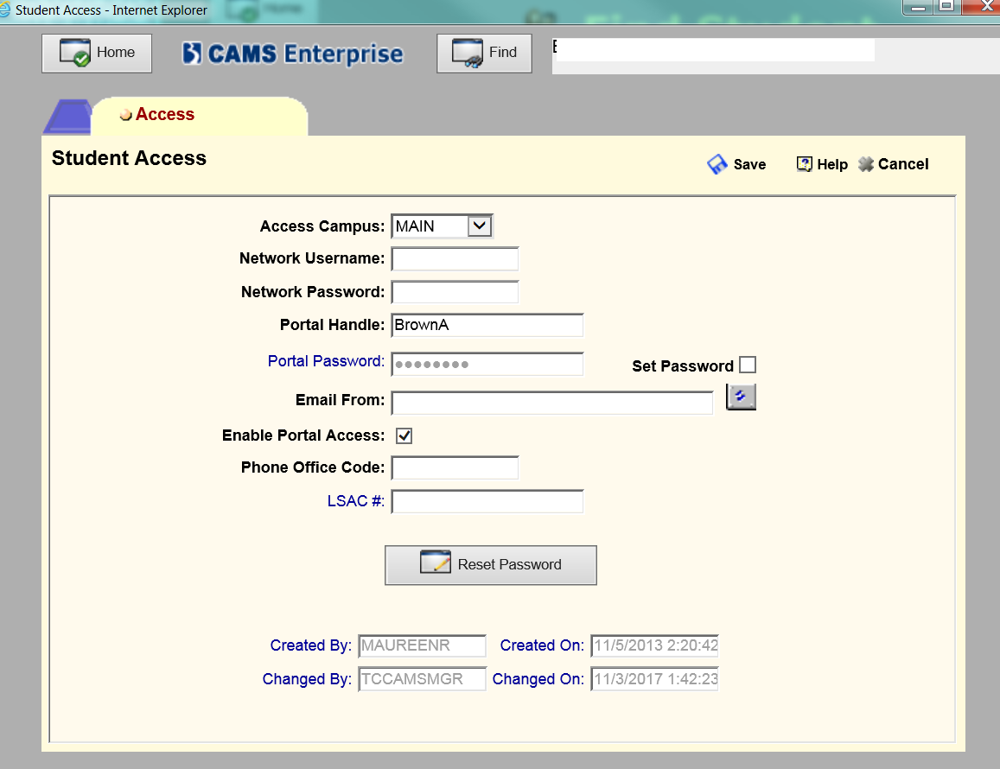 Student Access - Internet Explorer
Home
CAMS Enterprise
Find
Access
Student Access
Save
Help
Cancel
Access Campus: MAIN
Network Username:
Network Password:
Portal Handle: BrownA
Portal Password: ●●●●●●●●
Set Password
Email From:
Enable Portal Access:
Phone Office Code:
LSAC #:
Reset Password
Created By: MAUREENR Created On: 11/5/2013 2:20:42
Changed By: TCCAMSMGR Changed On: 11/3/2017 1:42:23